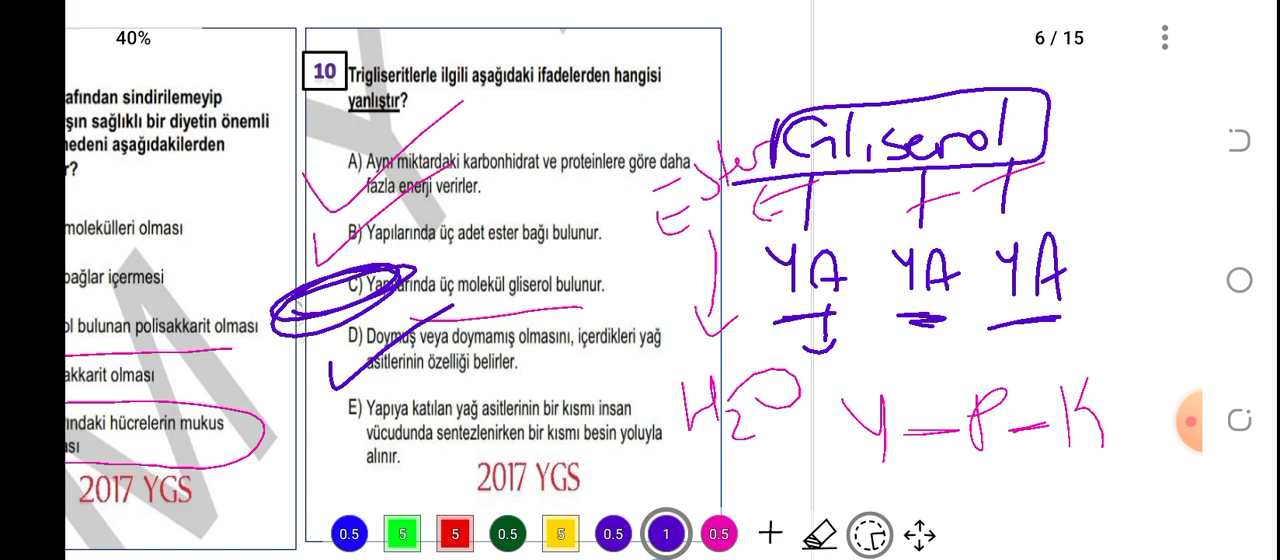 40%
6 / 15
afından sindirilemeyip
şın sağlıklı bir diyetin önemli
nedeni aşağıdakilerden
r?
molekülleri olması
bağlar içermesi
ol bulunan polisakkarit olması
akkarit olması
ındaki hücrelerin mukus
ası
2017 YGS
10
Trigliseritlerle ilgili aşağıdaki ifadelerden hangisi
yanlıştır?
A) Aynı miktardaki karbonhidrat ve proteinlere göre daha
fazla enerji verirler.
B) Yapılarında üç adet ester bağı bulunur.
C) Yapılarında üç molekül gliserol bulunur.
D) Doymuş veya doymamış olmasını, içerdikleri yağ
asitlerinin özelliği belirler.
E) Yapıya katılan yağ asitlerinin bir kısmı insan
vücudunda sentezlenirken bir kısmı besin yoluyla
alınır.
2017 YGS
Gliserol
Ester
YA YA YA
H2O
Y - P - K
0.5 5 5 0.5 5 0.5 1 0.5